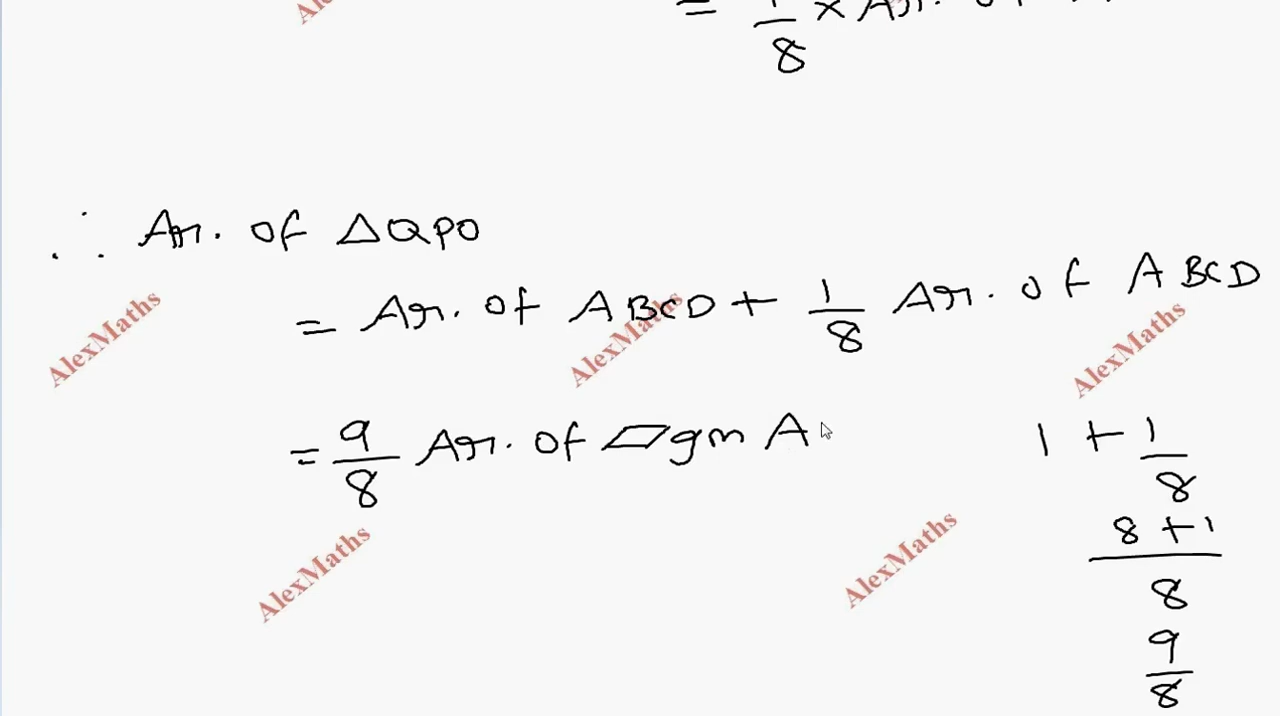 = 1/8 × Ar. of
∴ Ar. of △QPO
= Ar. of ABCD + 1/8 Ar. of ABCD
= 9/8 Ar. of ▱gm A
1 + 1/8
8 + 1
8
9/8
AlexMaths
AlexMaths
AlexMaths
AlexMaths
AlexMaths